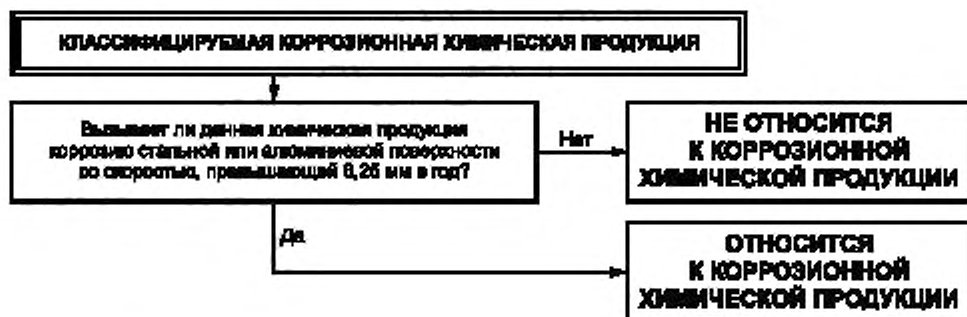 КЛАССИФИЦИРУЕМАЯ КОРРОЗИОННАЯ ХИМИЧЕСКАЯ ПРОДУКЦИЯ
Вызывает ли данная химическая продукция
коррозию стальной или алюминиевой поверхности
со скоростью, превышающей 6,25 мм в год?
Нет
НЕ ОТНОСИТСЯ
К КОРРОЗИОННОЙ
ХИМИЧЕСКОЙ ПРОДУКЦИИ
Да
ОТНОСИТСЯ
К КОРРОЗИОННОЙ
ХИМИЧЕСКОЙ ПРОДУКЦИИ